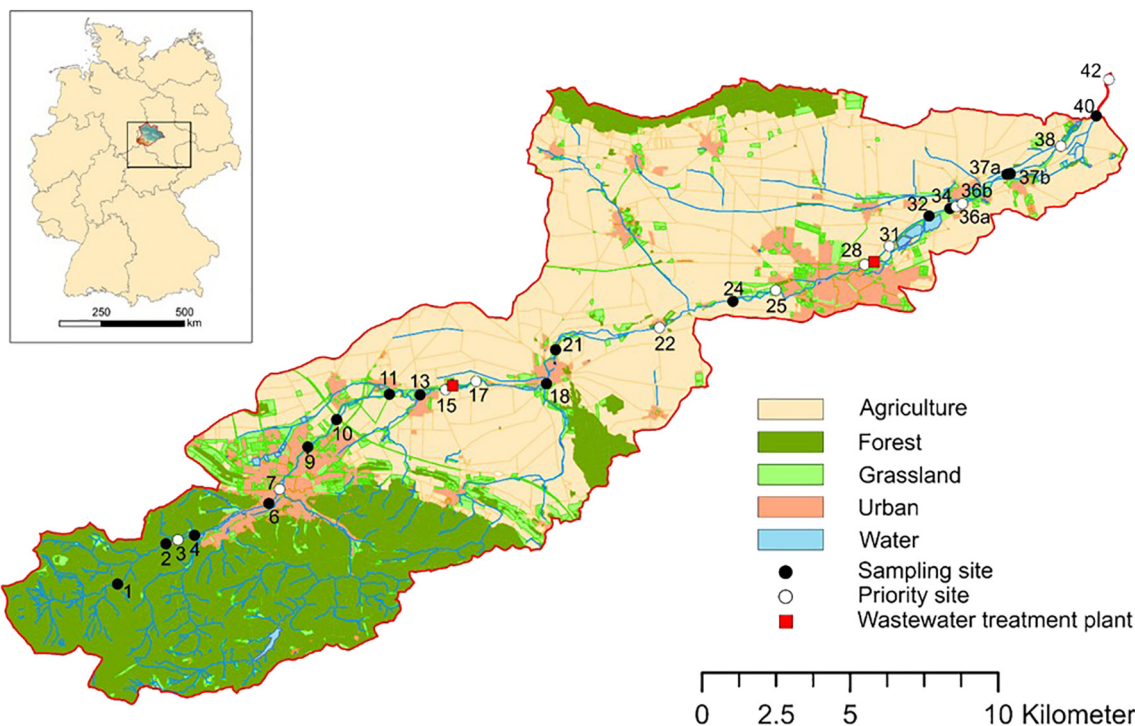 250 500
km
42
40
38
37a
37b
36b
34
32
36a
31
28
24
25
22
21
11
13
15
17
18
10
9
7
6
2
3
4
1
Agriculture
Forest
Grassland
Urban
Water
Sampling site
Priority site
Wastewater treatment plant
0 2.5 5 10 Kilometer